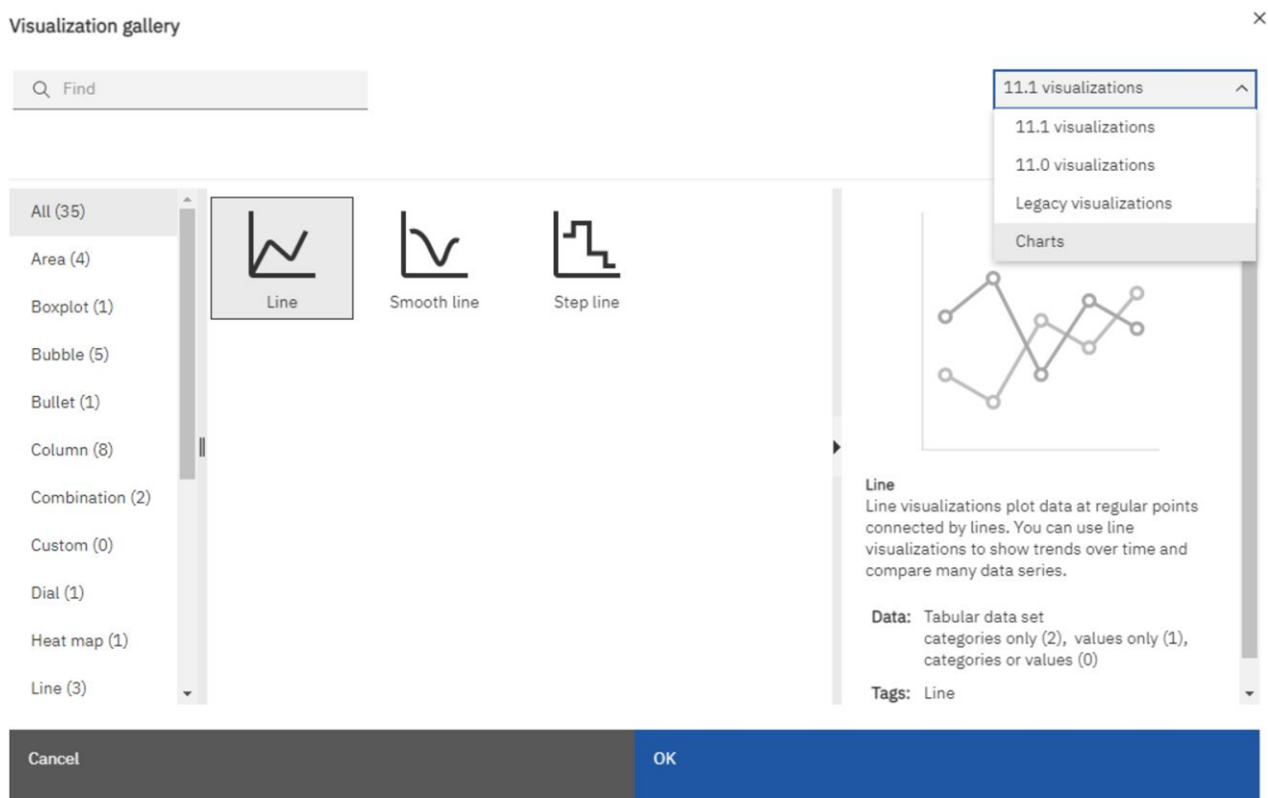 Visualization gallery
Find
11.1 visualizations
11.1 visualizations
11.0 visualizations
Legacy visualizations
Charts
All (35)
Area (4)
Boxplot (1)
Bubble (5)
Bullet (1)
Column (8)
Combination (2)
Custom (0)
Dial (1)
Heat map (1)
Line (3)
Line
Smooth line
Step line
Line
Line visualizations plot data at regular points
connected by lines. You can use line
visualizations to show trends over time and
compare many data series.
Data: Tabular data set
categories only (2), values only (1),
categories or values (0)
Tags: Line
Cancel
OK